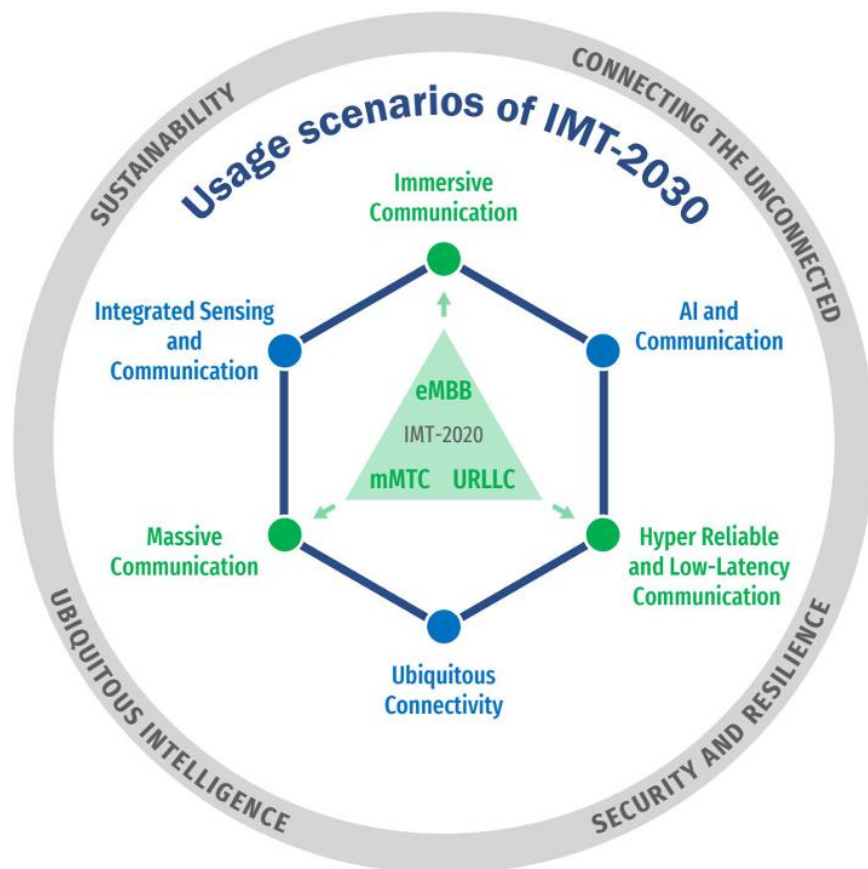 SUSTAINABILITY
CONNECTING THE UNCONNECTED
Usage scenarios of IMT-2030
Immersive
Communication
Integrated Sensing
and
Communication
AI and
Communication
eMBB
IMT-2020
mMTC URLLC
Massive
Communication
Hyper Reliable
and Low-Latency
Communication
Ubiquitous
Connectivity
UBIQUITOUS INTELLIGENCE
SECURITY AND RESILIENCE